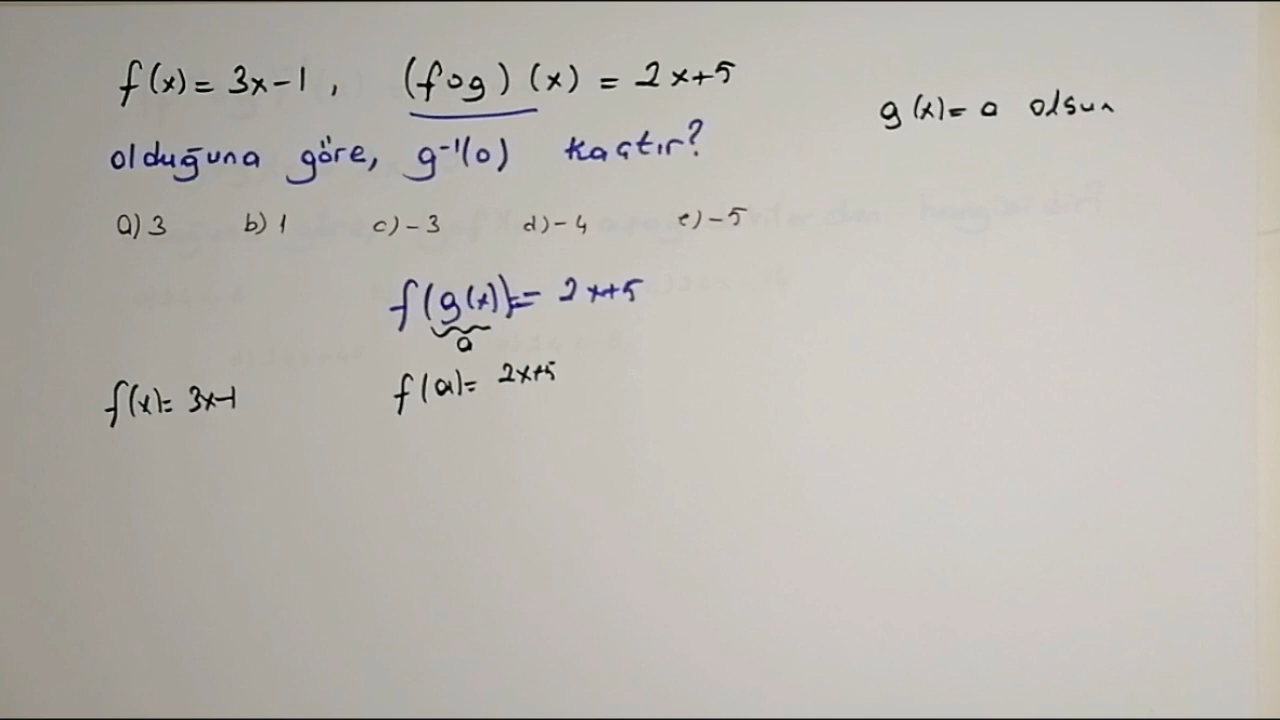 f(x) = 3x-1, (fog)(x) = 2x+5
g(x)= a olsun
olduğuna göre, g-1(0) kaçtır?
a) 3 b) 1 c) -3 d) -4 e) -5
f(g(x))= 2x+5
a
f(x)= 3x-1 f(a)= 2x+5